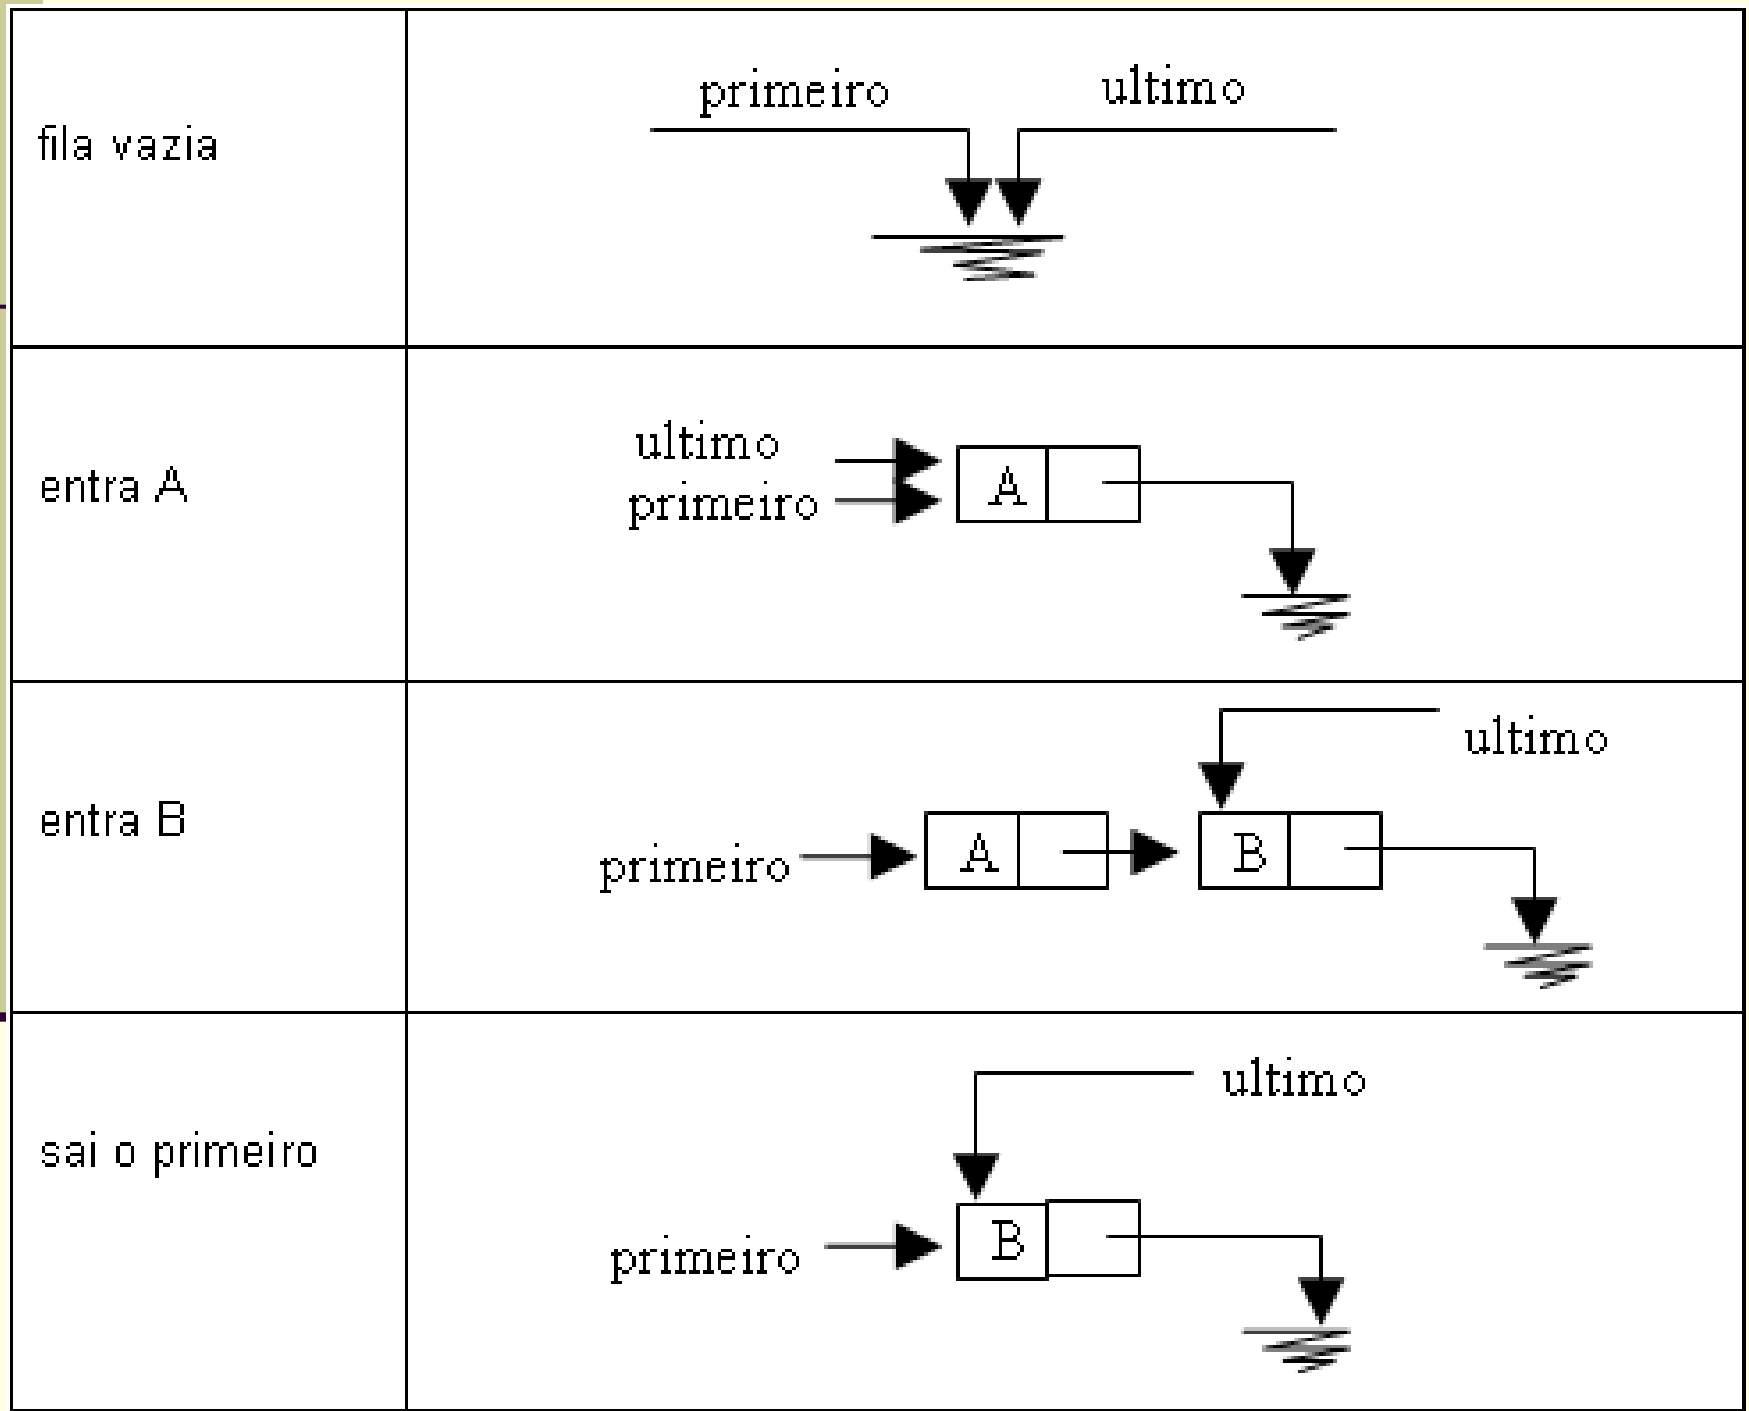 fila vazia
primeiro
ultimo
entra A
ultimo
primeiro
A
entra B
ultimo
primeiro
A
B
sai o primeiro
ultimo
primeiro
B